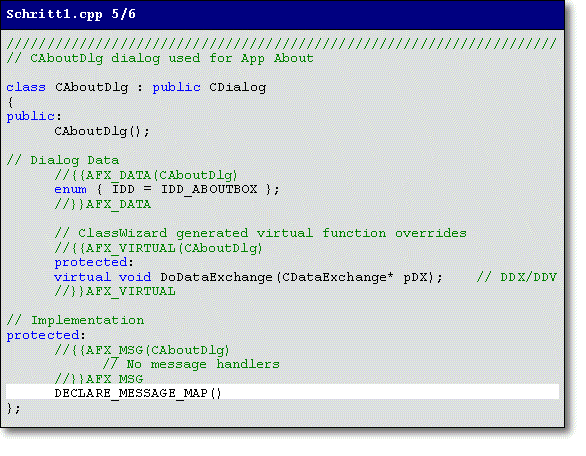 Schritt1.cpp 5/6
////////////////////////////////////////////////////////////////////
// CAboutDlg dialog used for App About
class CAboutDlg : public CDialog
{
public:
CAboutDlg();
// Dialog Data
//{{AFX_DATA(CAboutDlg)
enum { IDD = IDD_ABOUTBOX };
//}}AFX_DATA
// ClassWizard generated virtual function overrides
//{{AFX_VIRTUAL(CAboutDlg)
protected:
virtual void DoDataExchange(CDataExchange* pDX); // DDX/DDV
//}}AFX_VIRTUAL
// Implementation
protected:
//{{AFX_MSG(CAboutDlg)
// No message handlers
//}}AFX_MSG
DECLARE_MESSAGE_MAP()
};